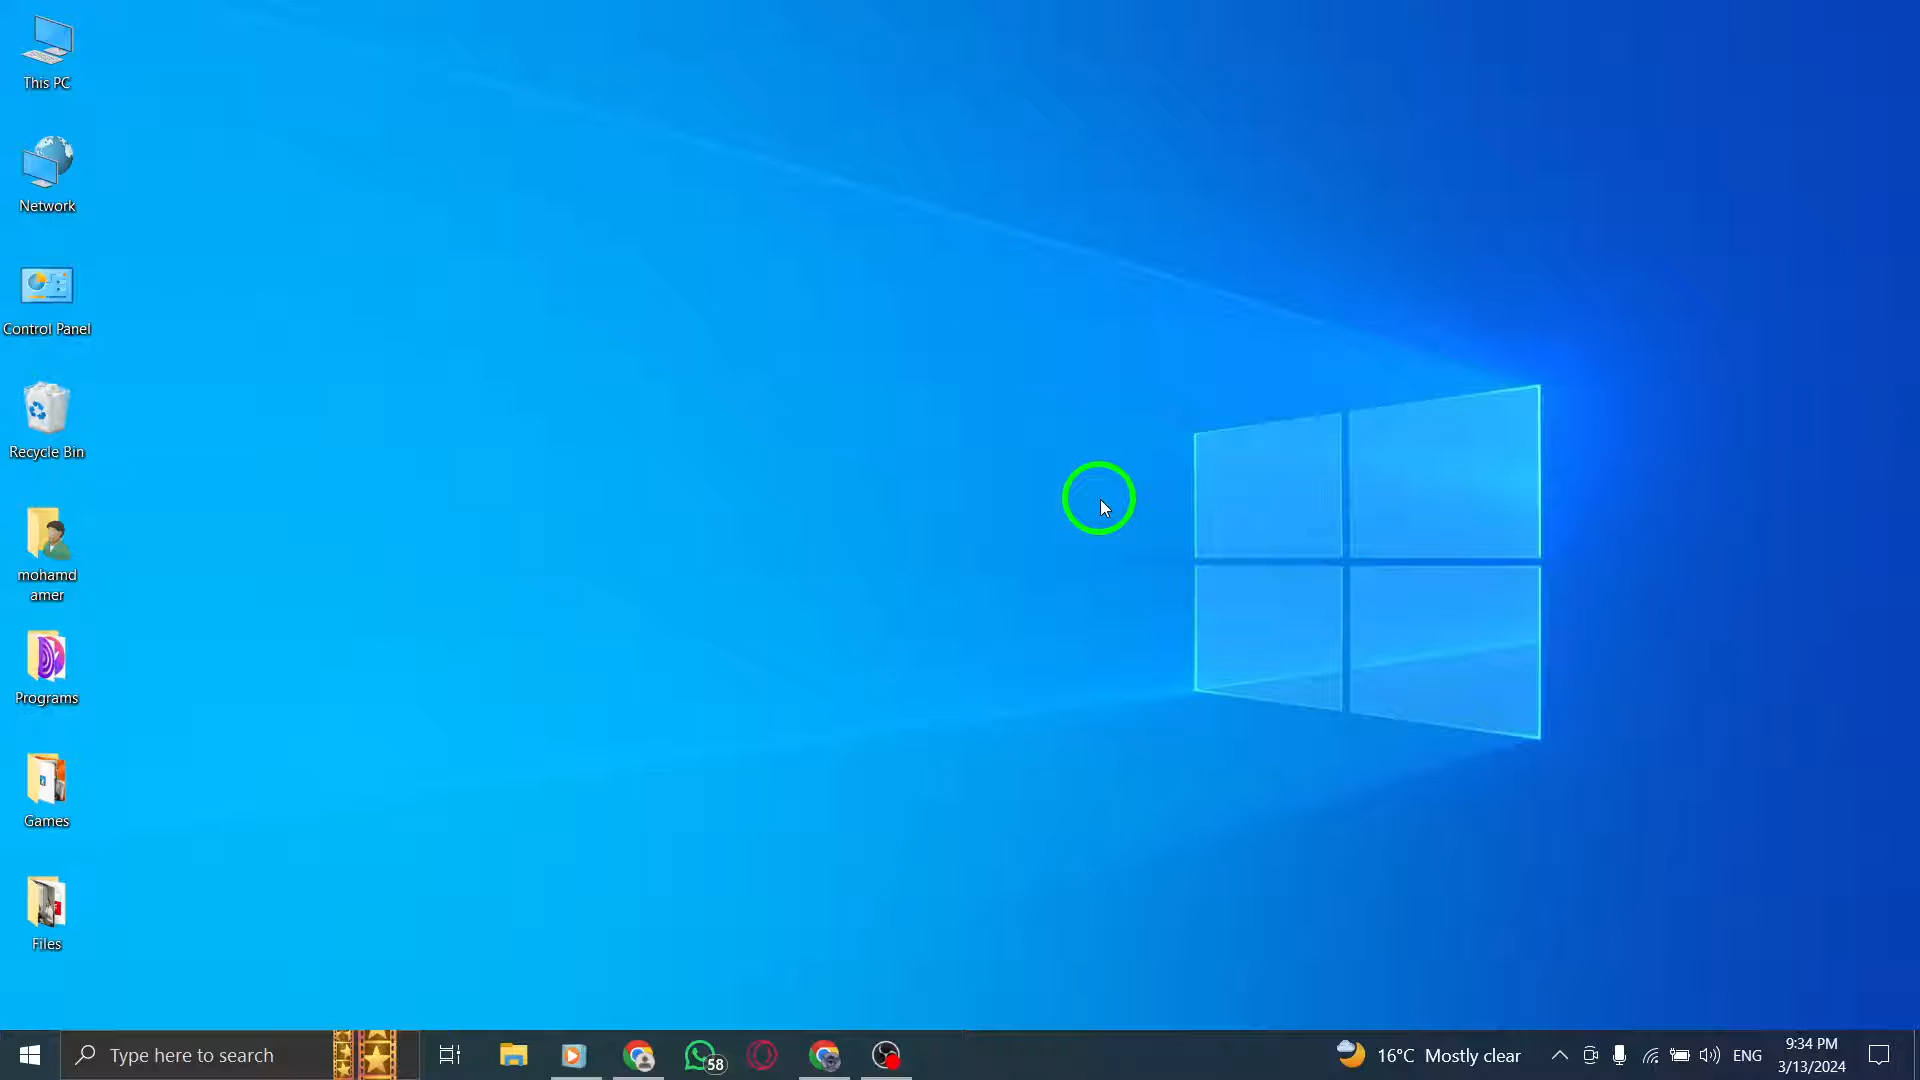 This PC
Network
Control Panel
Recycle Bin
mohamd
amer
Programs
Games
Files
Type here to search
58
16°C Mostly clear
ENG
9:34 PM
3/13/2024